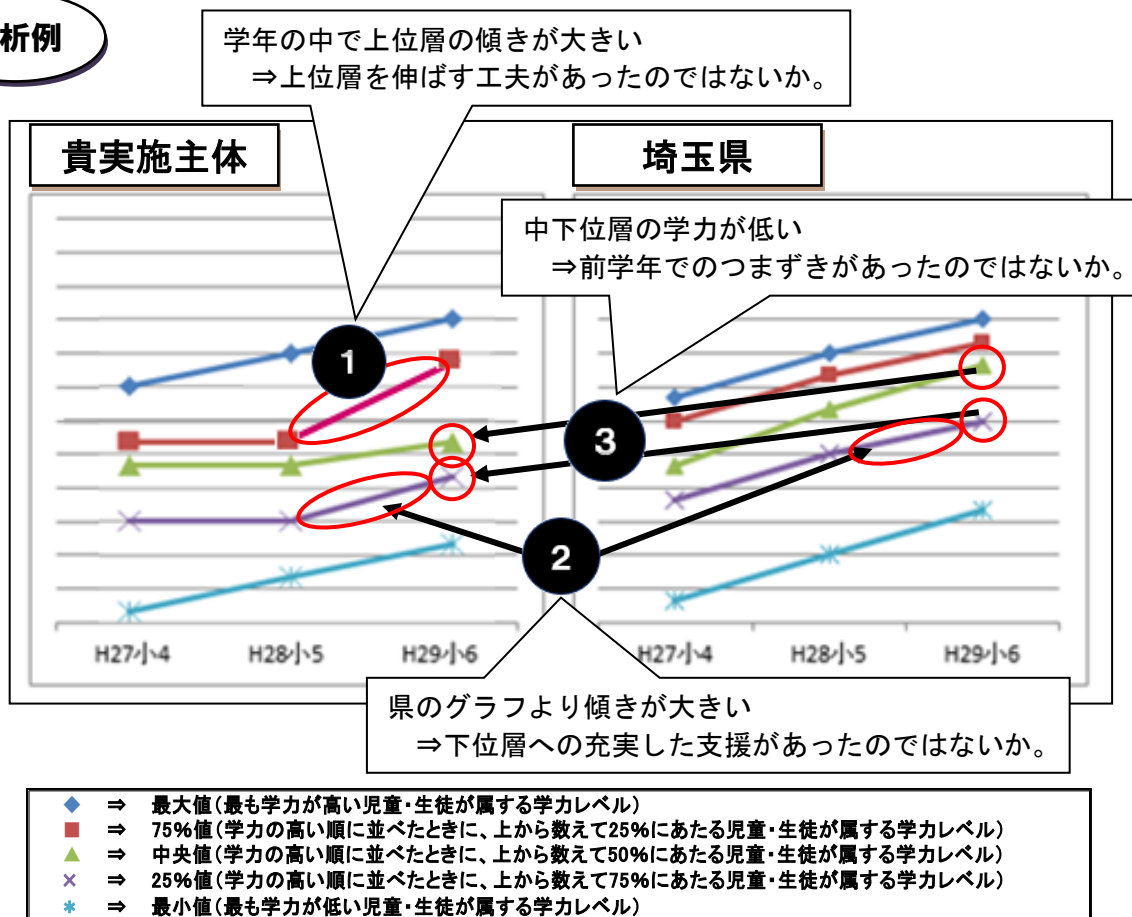 析例
学年の中で上位層の傾きが大きい
⇒上位層を伸ばす工夫があったのではないか。
貴実施主体
埼玉県
中下位層の学力が低い
⇒前学年でのつまずきがあったのではないか。
1
3
2
H27小4 H28小5 H29小6
H27小4 H28小5 H29小6
県のグラフより傾きが大きい
⇒下位層への充実した支援があったのではないか。
⇒ 最大値(最も学力が高い児童・生徒が属する学力レベル)
⇒ 75%値(学力の高い順に並べたときに、上から数えて25%にあたる児童・生徒が属する学力レベル)
⇒ 中央値(学力の高い順に並べたときに、上から数えて50%にあたる児童・生徒が属する学力レベル)
⇒ 25%値(学力の高い順に並べたときに、上から数えて75%にあたる児童・生徒が属する学力レベル)
⇒ 最小値(最も学力が低い児童・生徒が属する学力レベル)